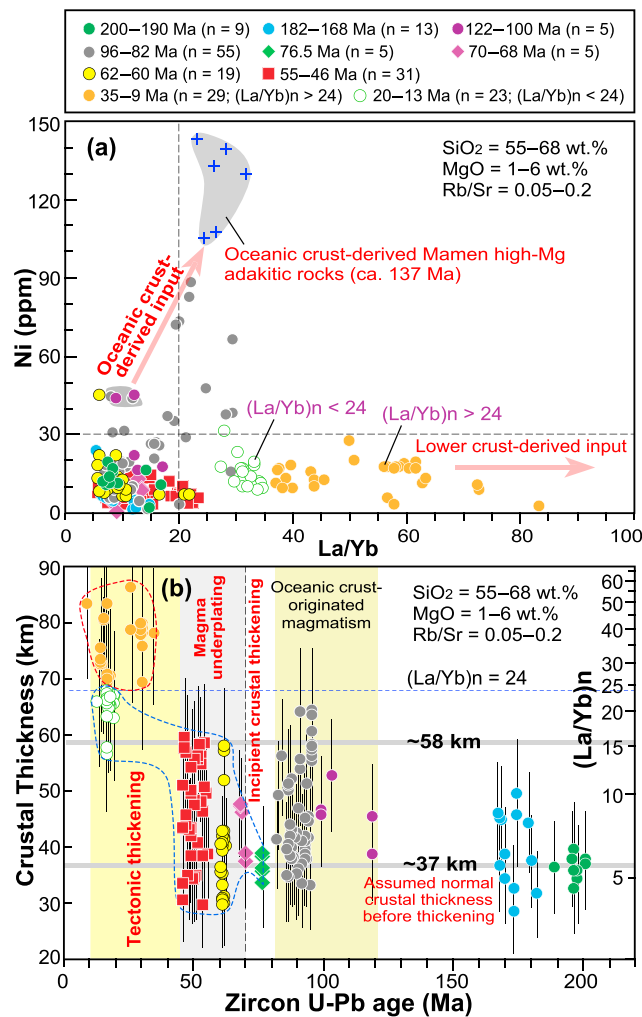 200–190 Ma (n = 9) 182–168 Ma (n = 13) 122–100 Ma (n = 5)
96–82 Ma (n = 55) 76.5 Ma (n = 5) 70–68 Ma (n = 5)
62–60 Ma (n = 19) 55–46 Ma (n = 31)
35–9 Ma (n = 29; (La/Yb)n > 24) 20–13 Ma (n = 23; (La/Yb)n < 24)
150
120
90
60
30
0
Ni (ppm)
(a)
SiO2 = 55–68 wt.%
MgO = 1–6 wt.%
Rb/Sr = 0.05–0.2
Oceanic crust-derived Mamen high-Mg
adakitic rocks (ca. 137 Ma)
Oceanic crust-
derived input
(La/Yb)n < 24
(La/Yb)n > 24
Lower crust-derived input
0 20 40 60 80 100
La/Yb
90
80
70
60
50
40
30
20
Crustal Thickness (km)
(b)
Tectonic thickening
Magma
underplating
Incipient crustal thickening
Oceanic crust-
originated magmatism
SiO2 = 55–68 wt.%
MgO = 1–6 wt.%
Rb/Sr = 0.05–0.2
(La/Yb)n = 24
~58 km
~37 km
Assumed normal
crustal thickness
before thickening
60
50
40
35
30
25
20
15
10
5
(La/Yb)n
0 50 100 150 200
Zircon U-Pb age (Ma)